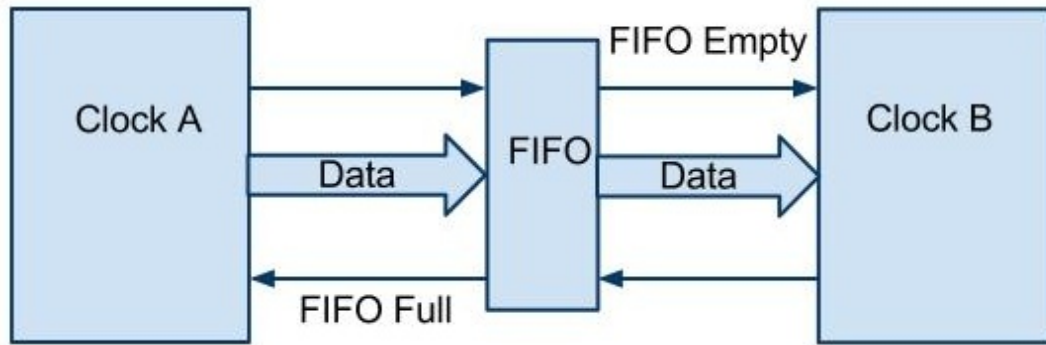 FIFO Empty
Clock A
Clock B
FIFO
Data
Data
FIFO Full